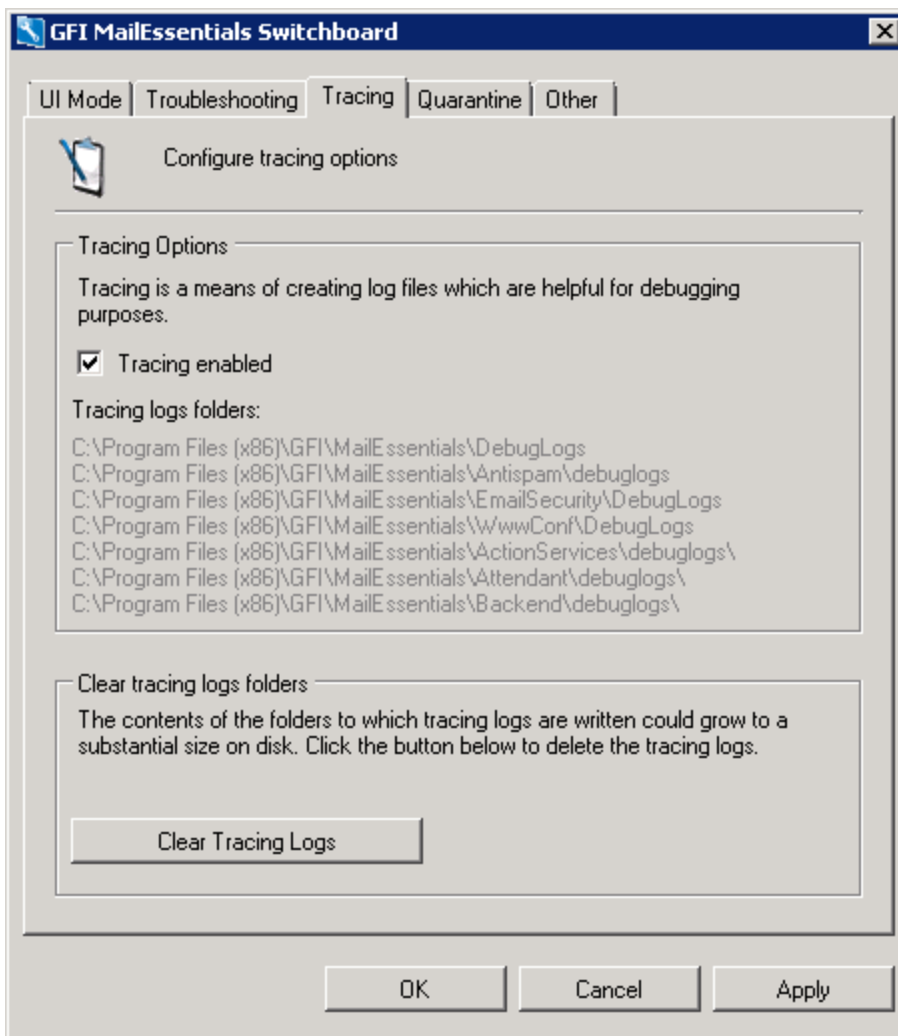 GFI MailEssentials Switchboard
UI Mode Troubleshooting Tracing Quarantine Other
Configure tracing options
Tracing Options
Tracing is a means of creating log files which are helpful for debugging
purposes.
Tracing enabled
Tracing logs folders:
C:\Program Files (x86)\GFI\MailEssentials\DebugLogs
C:\Program Files (x86)\GFI\MailEssentials\Antispam\debuglogs
C:\Program Files (x86)\GFI\MailEssentials\EmailSecurity\DebugLogs
C:\Program Files (x86)\GFI\MailEssentials\WwwConf\DebugLogs
C:\Program Files (x86)\GFI\MailEssentials\ActionServices\debuglogs\
C:\Program Files (x86)\GFI\MailEssentials\Attendant\debuglogs\
C:\Program Files (x86)\GFI\MailEssentials\Backend\debuglogs\
Clear tracing logs folders
The contents of the folders to which tracing logs are written could grow to a
substantial size on disk. Click the button below to delete the tracing logs.
Clear Tracing Logs
OK Cancel Apply